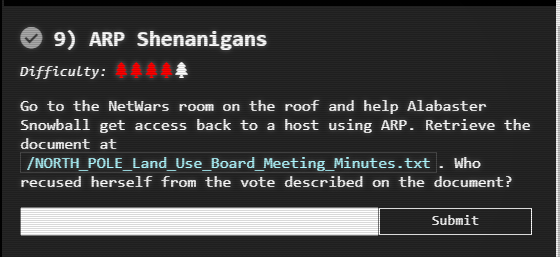 9) ARP Shenanigans
Difficulty:
Go to the NetWars room on the roof and help Alabaster
Snowball get access back to a host using ARP. Retrieve the
document at
/NORTH_POLE_Land_Use_Board_Meeting_Minutes.txt. Who
recused herself from the vote described on the document?
Submit